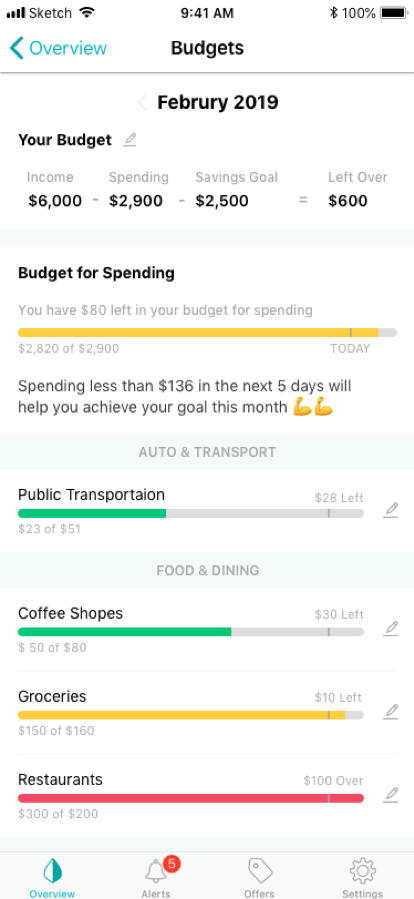 Sketch 9:41 AM 100%
Overview Budgets
Februry 2019
Your Budget
Income Spending Savings Goal Left Over
$6,000 - $2,900 - $2,500 = $600
Budget for Spending
You have $80 left in your budget for spending
$2,820 of $2,900 TODAY
Spending less than $136 in the next 5 days will
help you achieve your goal this month 💪💪
AUTO & TRANSPORT
Public Transportaion $28 Left
$23 of $51
FOOD & DINING
Coffee Shopes $30 Left
$ 50 of $80
Groceries $10 Left
$150 of $160
Restaurants $100 Over
$300 of $200
5
Overview Alerts Offers Settings